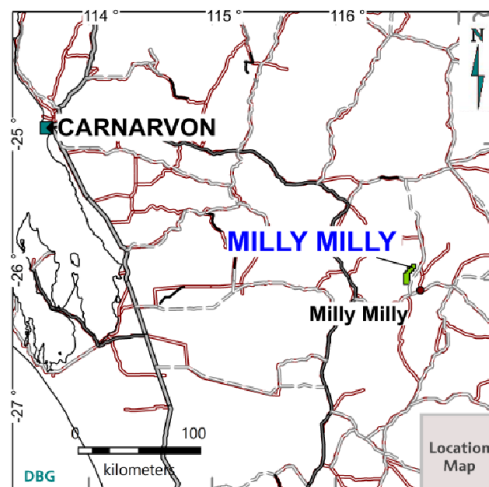 114 ° 115 ° 116 °
N
-25 °
CARNARVON
MILLY MILLY
-26 °
Milly Milly
-27 °
0 100
kilometers
Location
Map
DBG